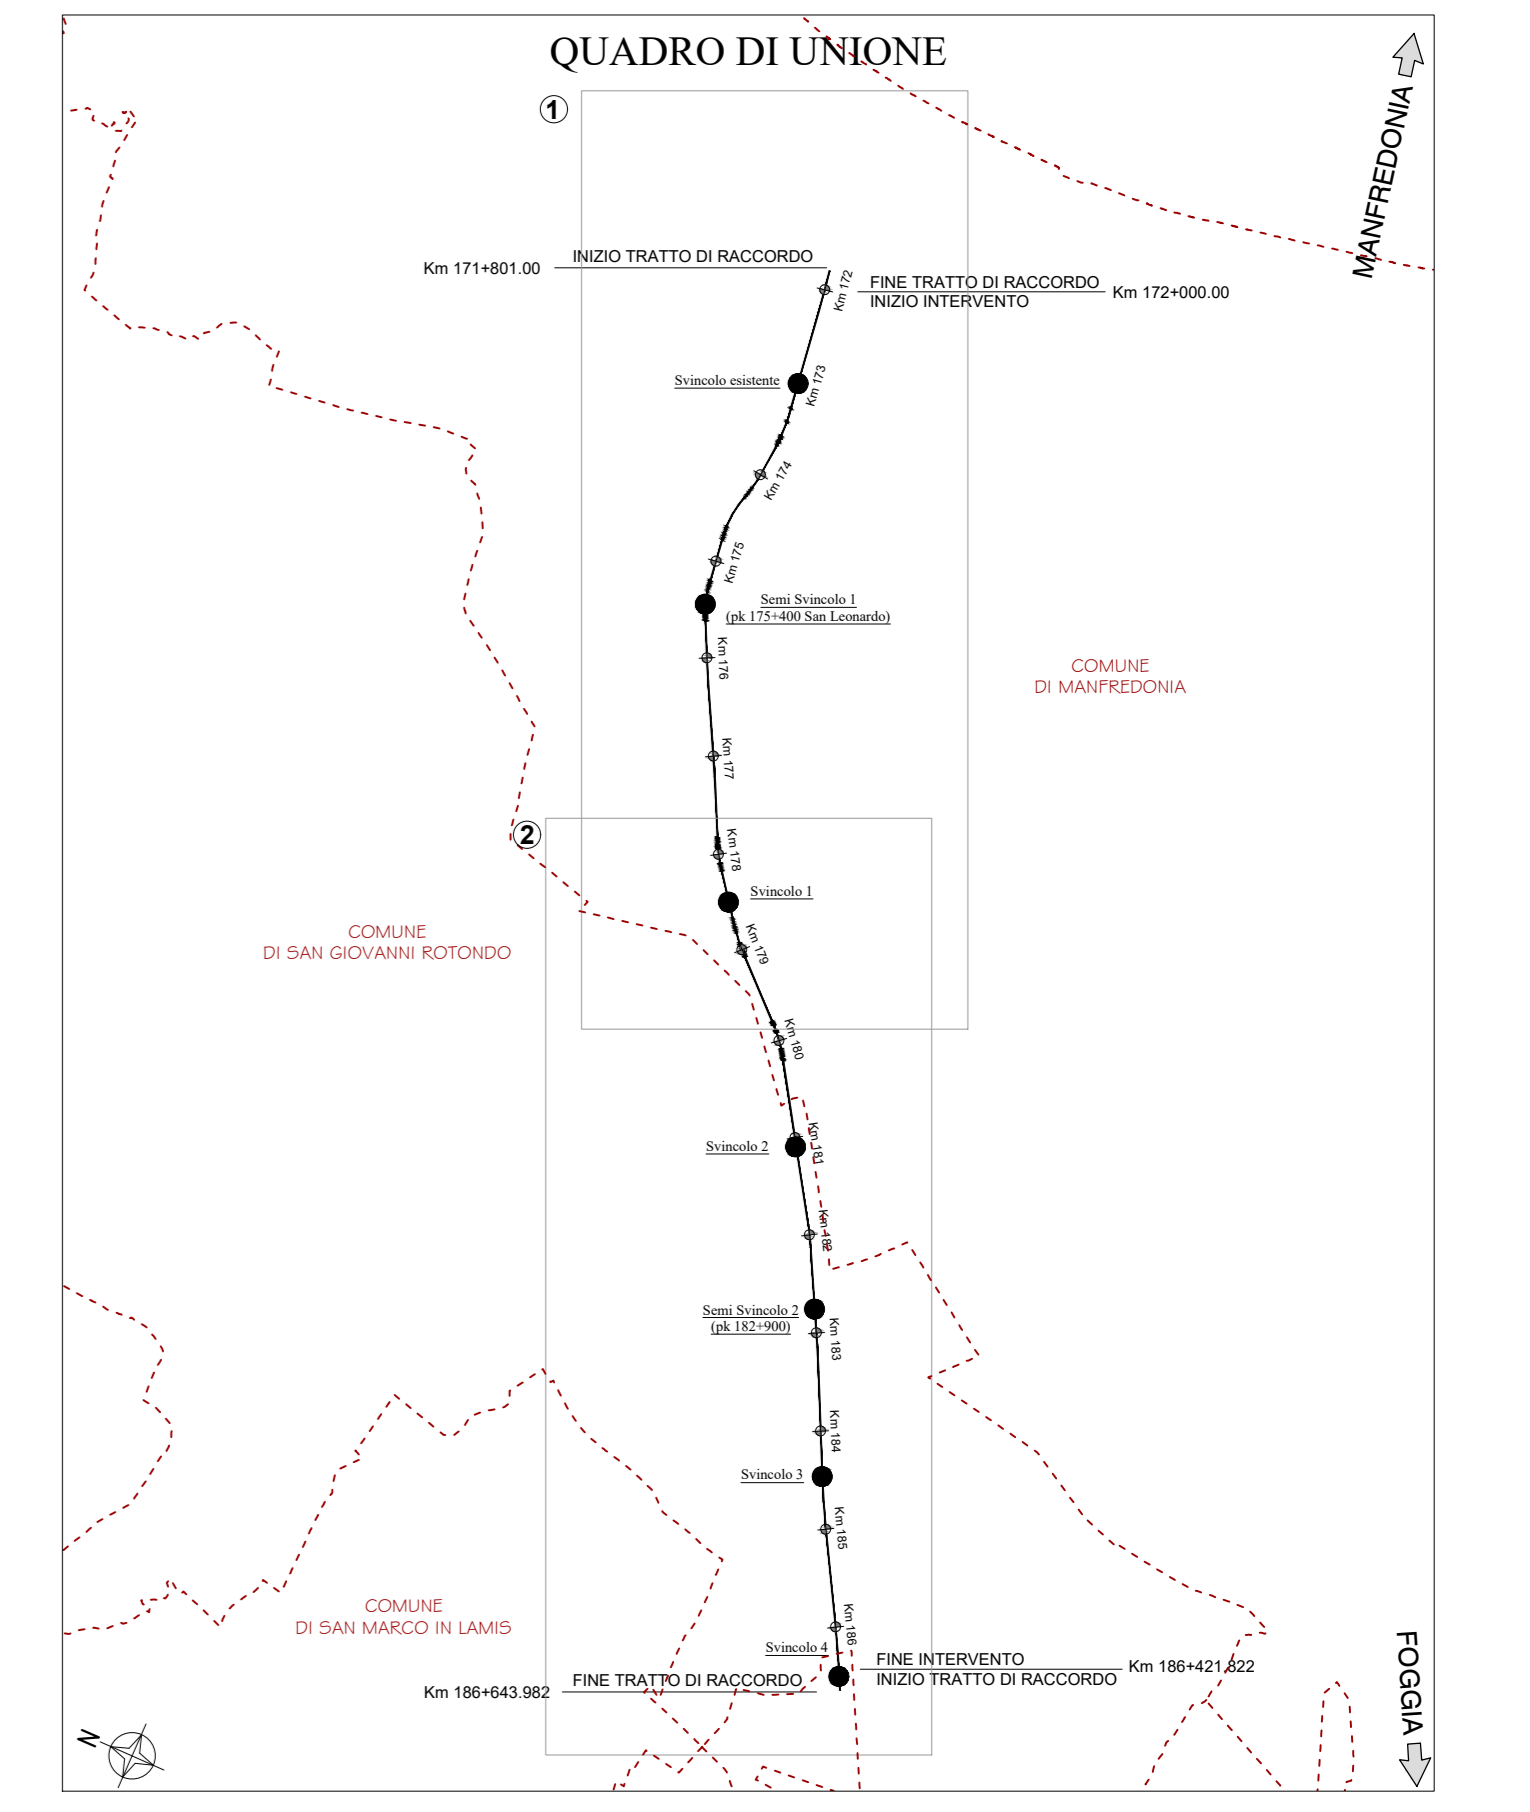 QUADRO DI UNIONE
1
MANFREDONIA
INIZIO TRATTO DI RACCORDO
Km 171+801.00
Km 172
FINE TRATTO DI RACCORDO
INIZIO INTERVENTO
Km 172+000.00
Svincolo esistente
Km 173
Km 174
Km 175
Semi Svincolo 1
(pk 175+400 San Leonardo)
Km 176
COMUNE
DI MANFREDONIA
Km 177
2
Km 178
Svincolo 1
COMUNE
DI SAN GIOVANNI ROTONDO
Km 179
Km 180
Km 181
Svincolo 2
Km 182
Semi Svincolo 2
(pk 182+900)
Km 183
Km 184
Svincolo 3
Km 185
COMUNE
DI SAN MARCO IN LAMIS
Km 186
Svincolo 4
FINE INTERVENTO
INIZIO TRATTO DI RACCORDO
Km 186+421.822
FINE TRATTO DI RACCORDO
Km 186+643.982
FOGGIA
N